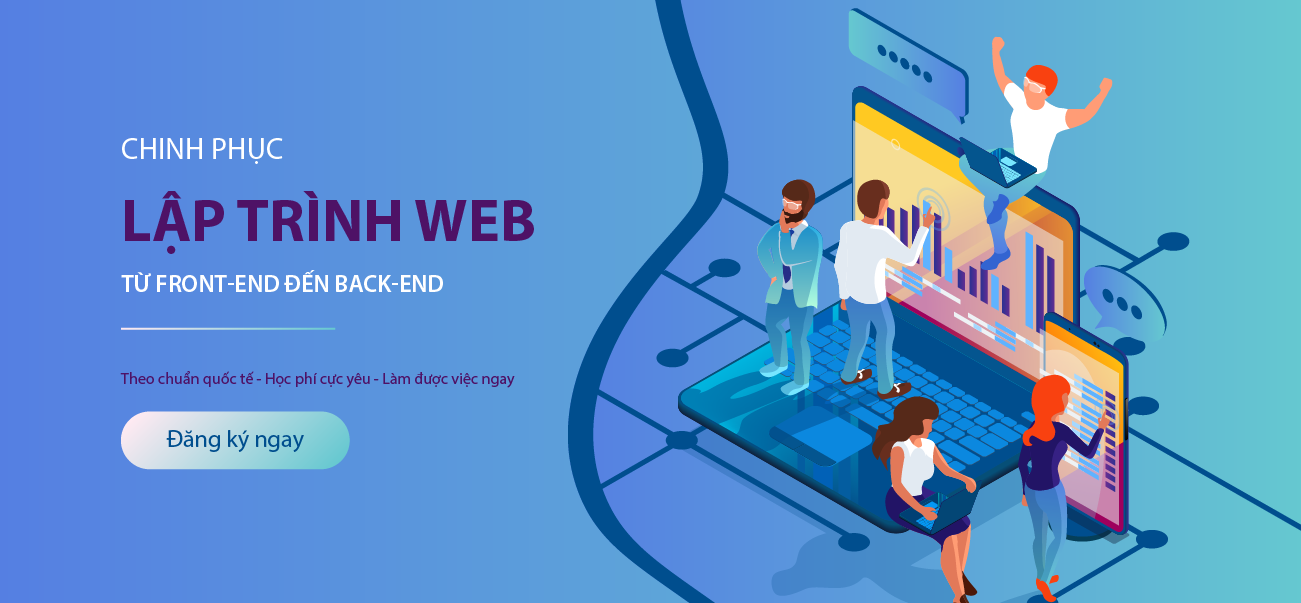 CHINH PHỤC
LẬP TRÌNH WEB
TỪ FRONT-END ĐẾN BACK-END
Theo chuẩn quốc tế - Học phí cực yêu - Làm được việc ngay
Đăng ký ngay